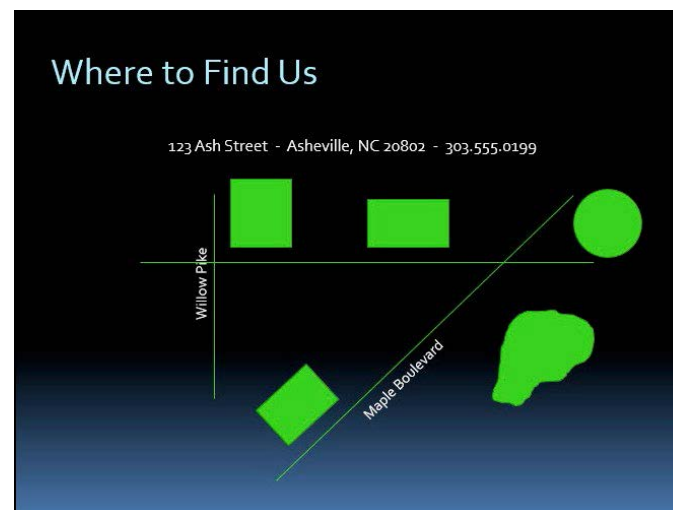 Where to Find Us
123 Ash Street - Asheville, NC 20802 - 303.555.0199
Willow Pike
Maple Boulevard